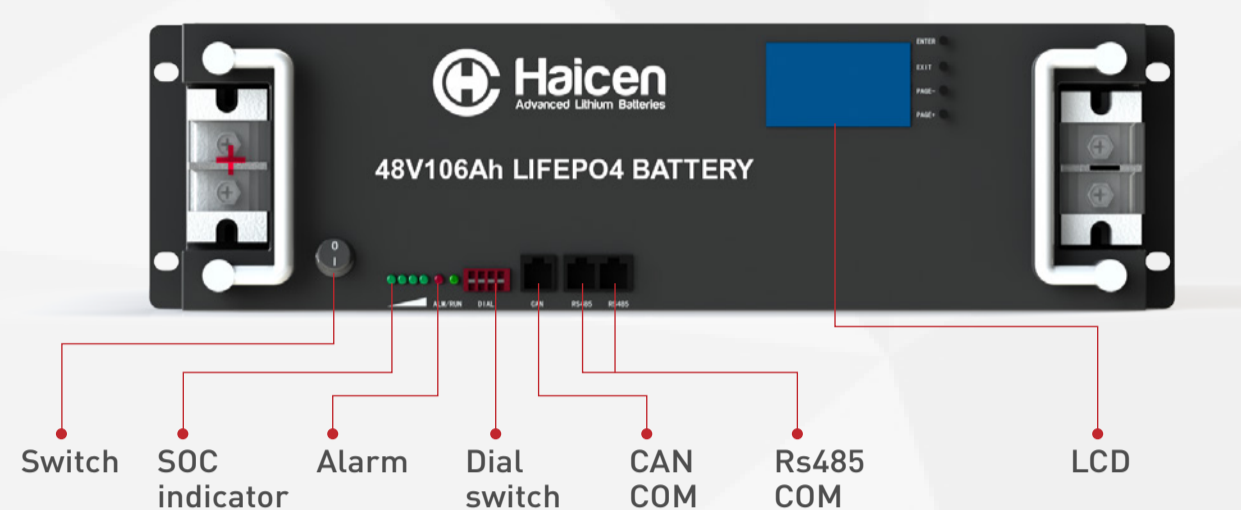 Haicen
Advanced Lithium Batteries
ENTER
EXIT
PAGE-
PAGE+
48V106Ah LIFEPO4 BATTERY
+
-
0
I
ALM/RUN
DIAL
CAN
RS485
RS485
Switch
SOC
indicator
Alarm
Dial
switch
CAN
COM
Rs485
COM
LCD